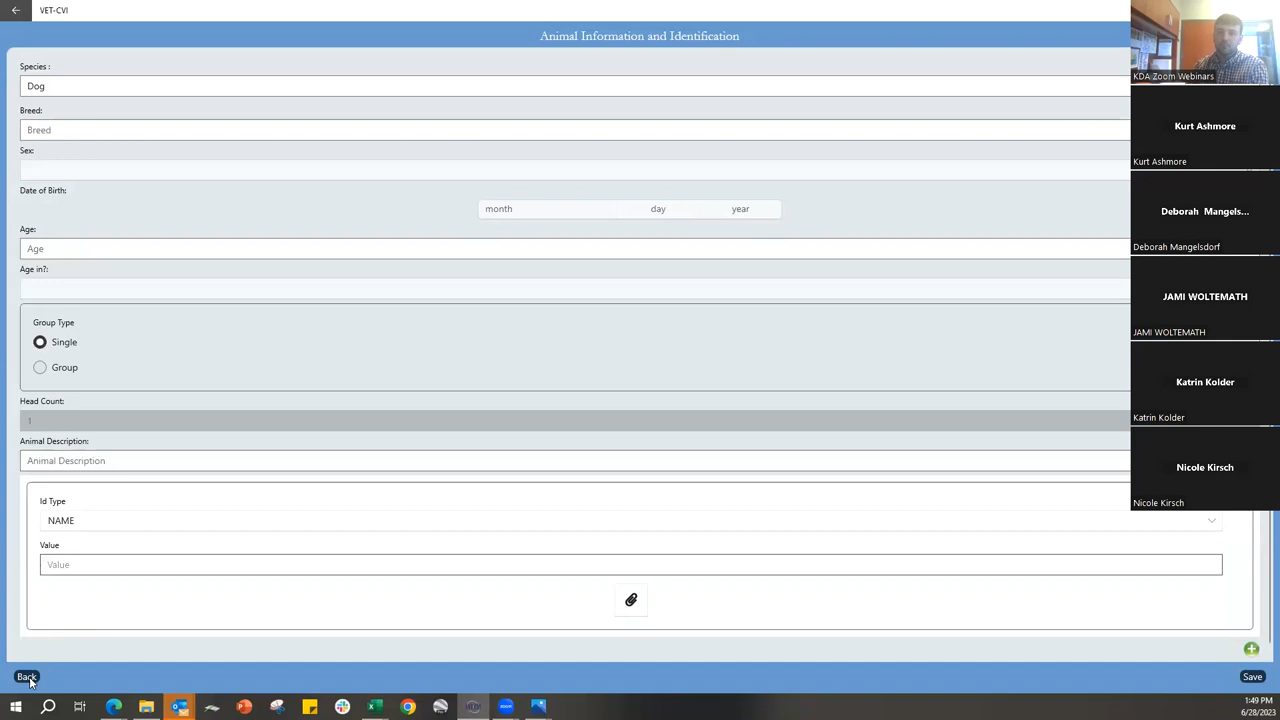 VET-CVI
Animal Information and Identification
Species :
Dog
Breed:
Breed
Sex:
Date of Birth:
month day year
Age:
Age
Age in?:
Group Type
Single
Group
Head Count:
1
Animal Description:
Animal Description
Id Type
NAME
Value
Value
Back
Save
KDA Zoom Webinars
Kurt Ashmore
Kurt Ashmore
Deborah Mangels...
Deborah Mangelsdorf
JAMI WOLTEMATH
JAMI WOLTEMATH
Katrin Kolder
Katrin Kolder
Nicole Kirsch
Nicole Kirsch
1:49 PM
6/28/2023